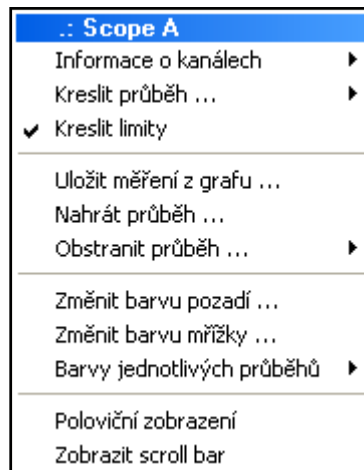 .: Scope A
Informace o kanálech
Kreslit průběh ...
Kreslit limity
Uložit měření z grafu ...
Nahrát průběh ...
Obstranit průběh ...
Změnit barvu pozadí ...
Změnit barvu mřížky ...
Barvy jednotlivých průběhů
Poloviční zobrazení
Zobrazit scroll bar